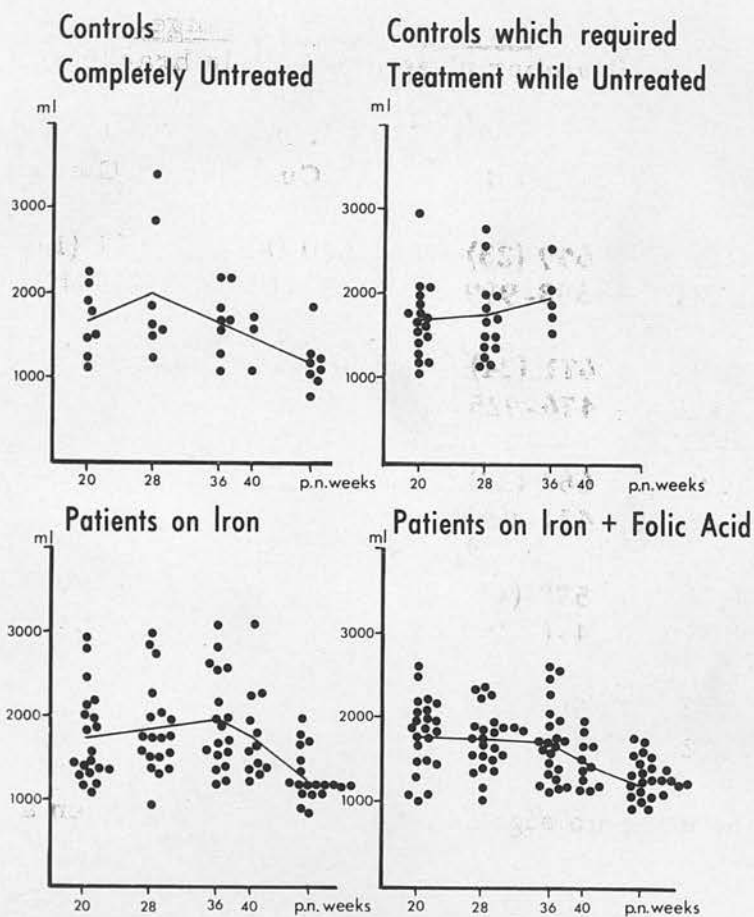 Controls
Completely Untreated
ml
3000
2000
1000
20 28 36 40 p.n.weeks
Controls which required
Treatment while Untreated
ml
3000
2000
1000
20 28 36 40 p.n.weeks
Patients on Iron
ml
3000
2000
1000
20 28 36 40 p.n.weeks
Patients on Iron + Folic Acid
ml
3000
2000
1000
20 28 36 40 p.n.weeks